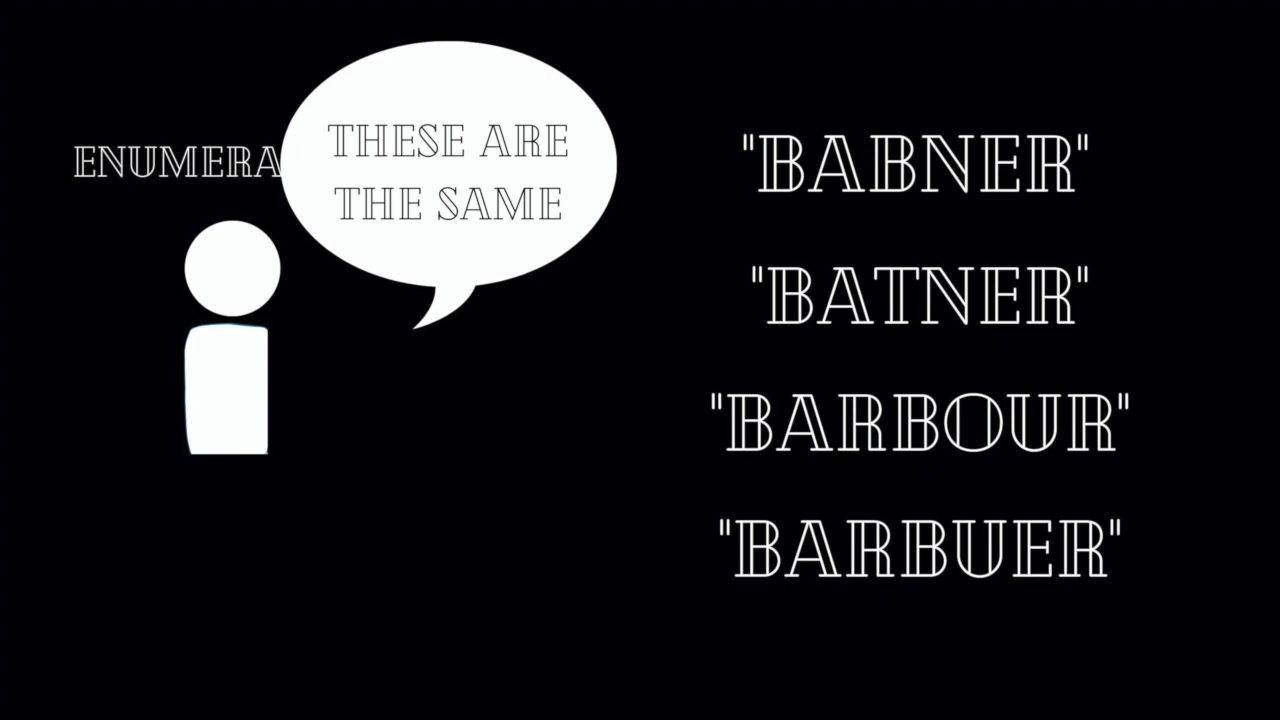 ENUMERA
THESE ARE
THE SAME
"BABNER"
"BATNER"
"BARBOUR"
"BARBUER"